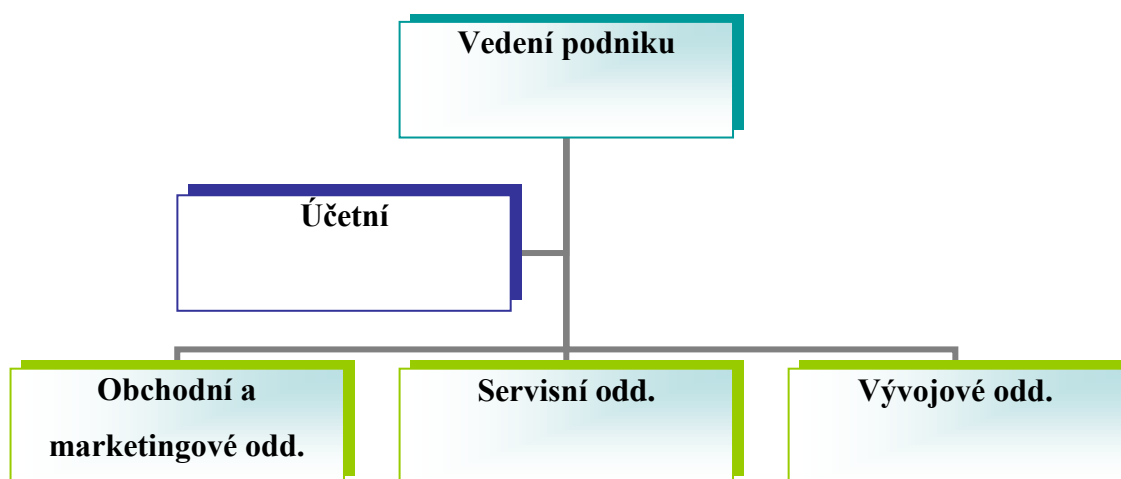 Vedení podniku
Účetní
Obchodní a
marketingové odd.
Servisní odd.
Vývojové odd.